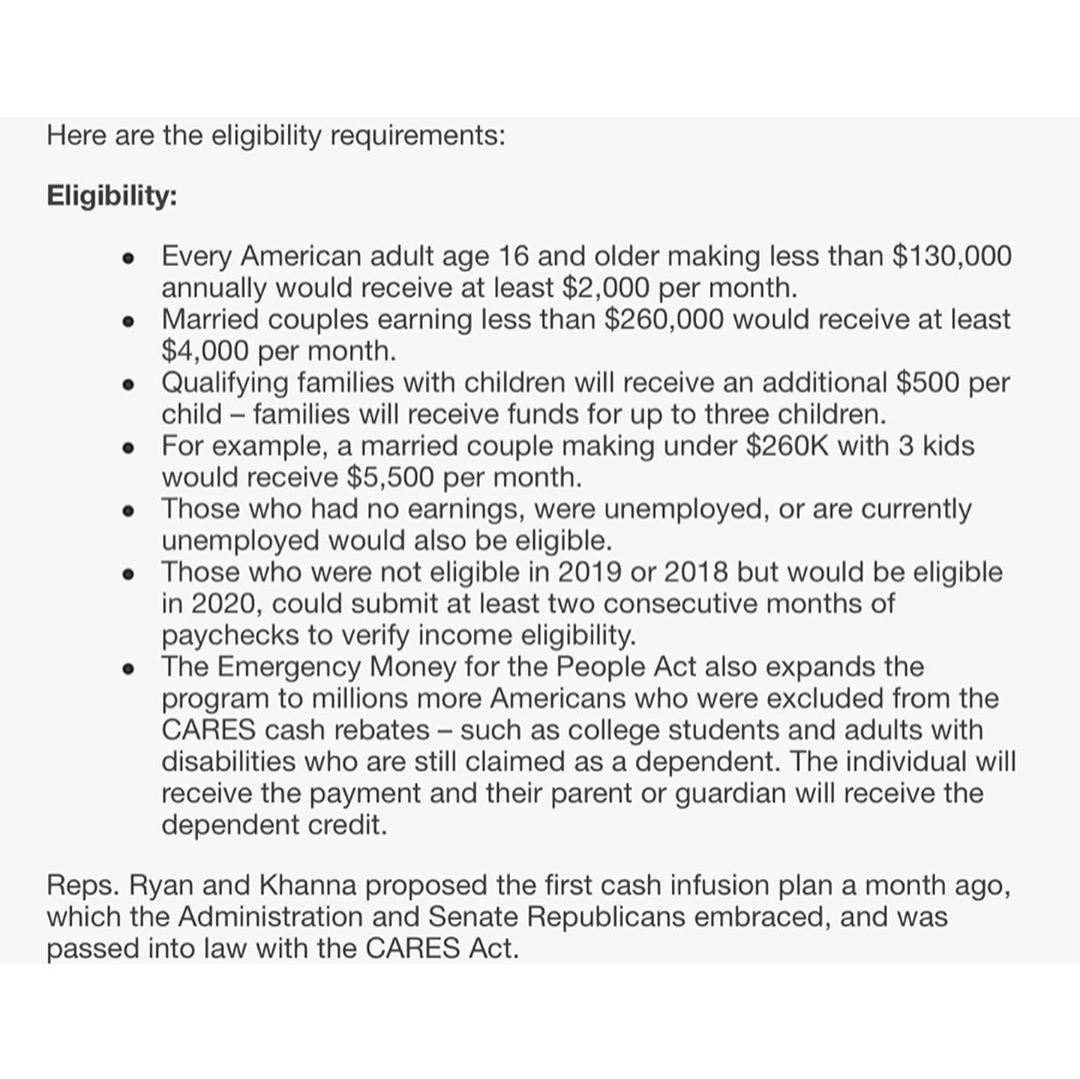 Here are the eligibility requirements:
Eligibility:
• Every American adult age 16 and older making less than $130,000
annually would receive at least $2,000 per month.
• Married couples earning less than $260,000 would receive at least
$4,000 per month.
• Qualifying families with children will receive an additional $500 per
child – families will receive funds for up to three children.
• For example, a married couple making under $260K with 3 kids
would receive $5,500 per month.
• Those who had no earnings, were unemployed, or are currently
unemployed would also be eligible.
• Those who were not eligible in 2019 or 2018 but would be eligible
in 2020, could submit at least two consecutive months of
paychecks to verify income eligibility.
• The Emergency Money for the People Act also expands the
program to millions more Americans who were excluded from the
CARES cash rebates – such as college students and adults with
disabilities who are still claimed as a dependent. The individual will
receive the payment and their parent or guardian will receive the
dependent credit.
Reps. Ryan and Khanna proposed the first cash infusion plan a month ago,
which the Administration and Senate Republicans embraced, and was
passed into law with the CARES Act.